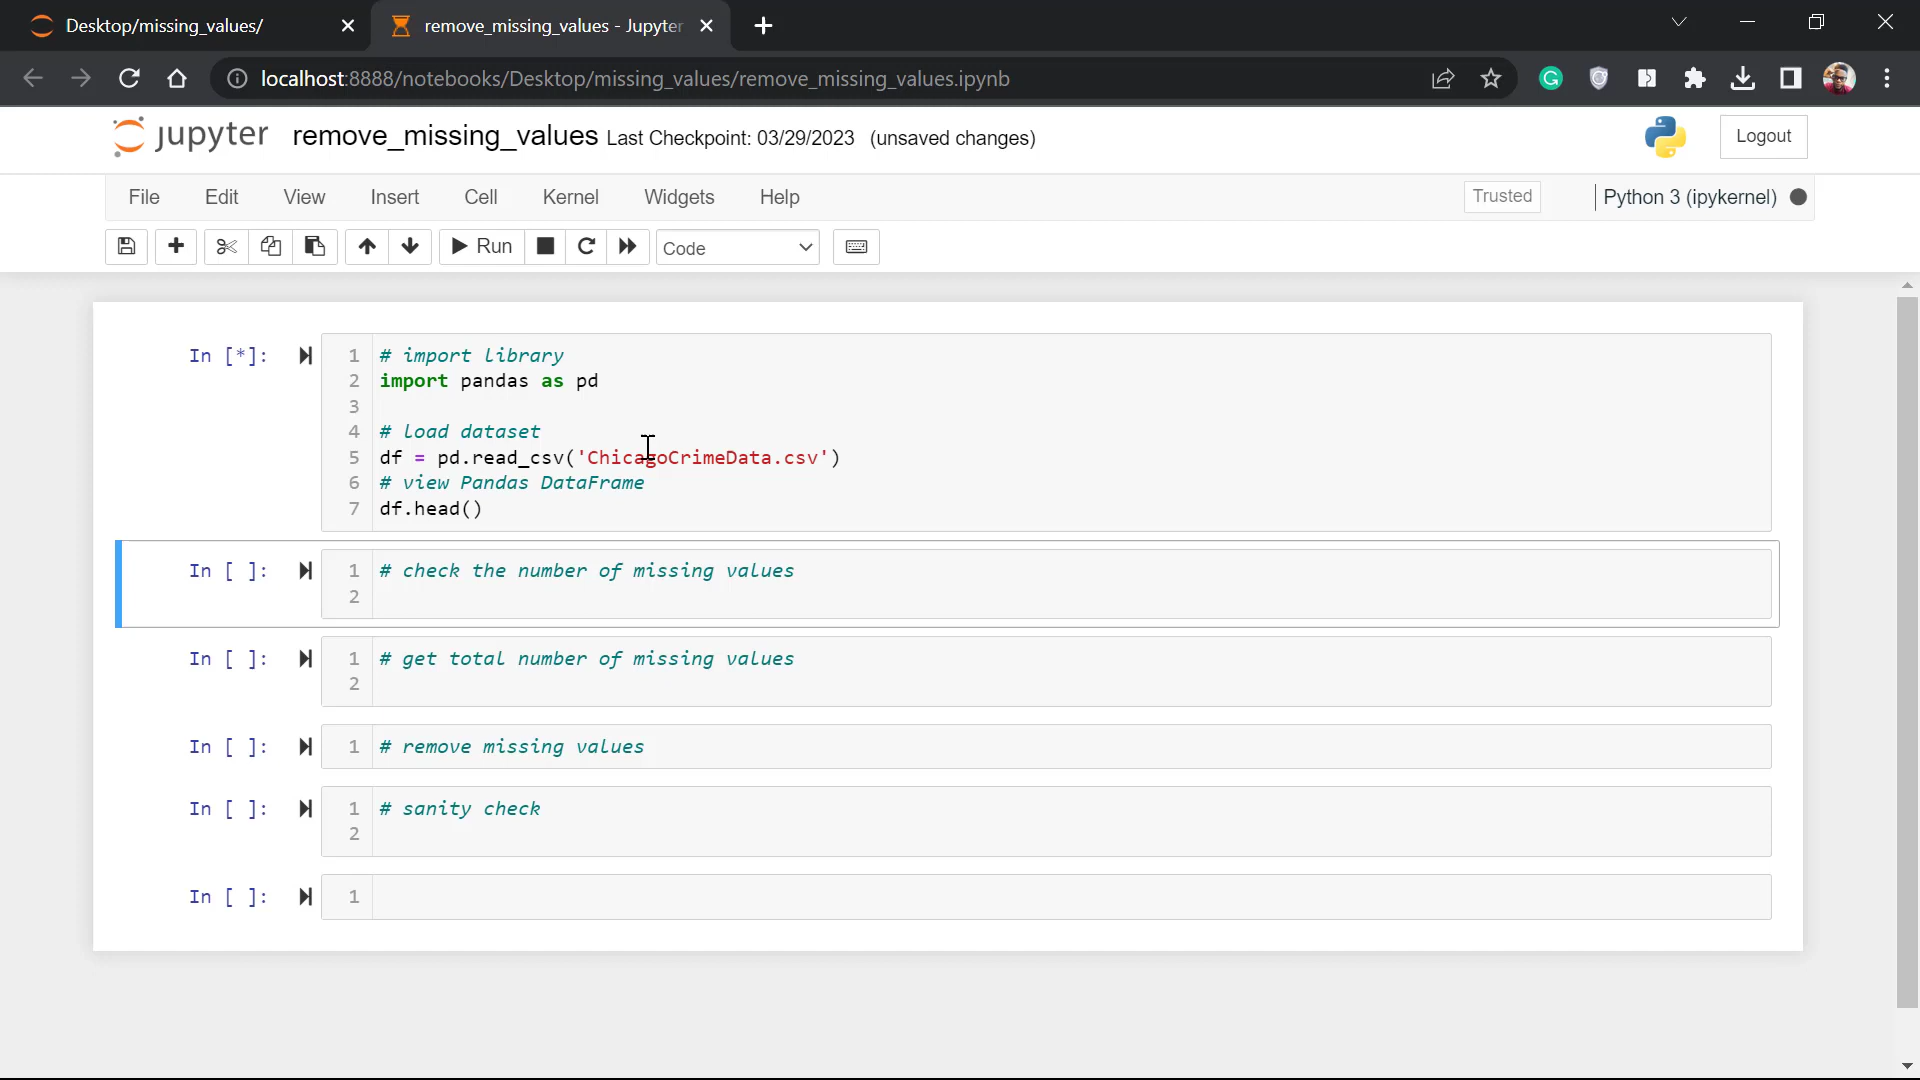 Desktop/missing_values/
remove_missing_values - Jupyter
localhost:8888/notebooks/Desktop/missing_values/remove_missing_values.ipynb
jupyter remove_missing_values Last Checkpoint: 03/29/2023 (unsaved changes)
Logout
File Edit View Insert Cell Kernel Widgets Help
Trusted
Python 3 (ipykernel)
Run
Code
In [*]:
1 # import library
2 import pandas as pd
3
4 # load dataset
5 df = pd.read_csv('ChicagoCrimeData.csv')
6 # view Pandas DataFrame
7 df.head()
In [ ]:
1 # check the number of missing values
2
In [ ]:
1 # get total number of missing values
2
In [ ]:
1 # remove missing values
In [ ]:
1 # sanity check
2
In [ ]:
1